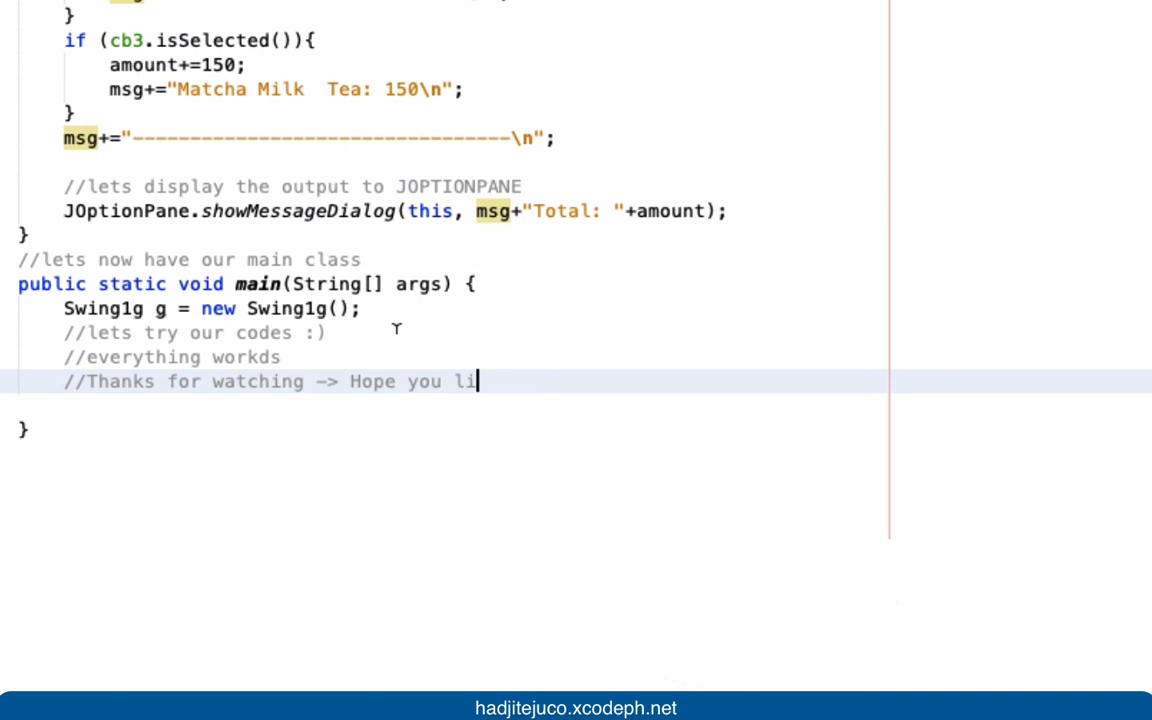 }
if (cb3.isSelected()){
amount+=150;
msg+="Matcha Milk  Tea: 150\n";
}
msg+="---------------------------------\n";
//lets display the output to JOPTIONPANE
JOptionPane.showMessageDialog(this, msg+"Total: "+amount);
}
//lets now have our main class
public static void main(String[] args) {
Swing1g g = new Swing1g();
//lets try our codes :)
//everything workds
//Thanks for watching -> Hope you li
}
hadjitejuco.xcodeph.net